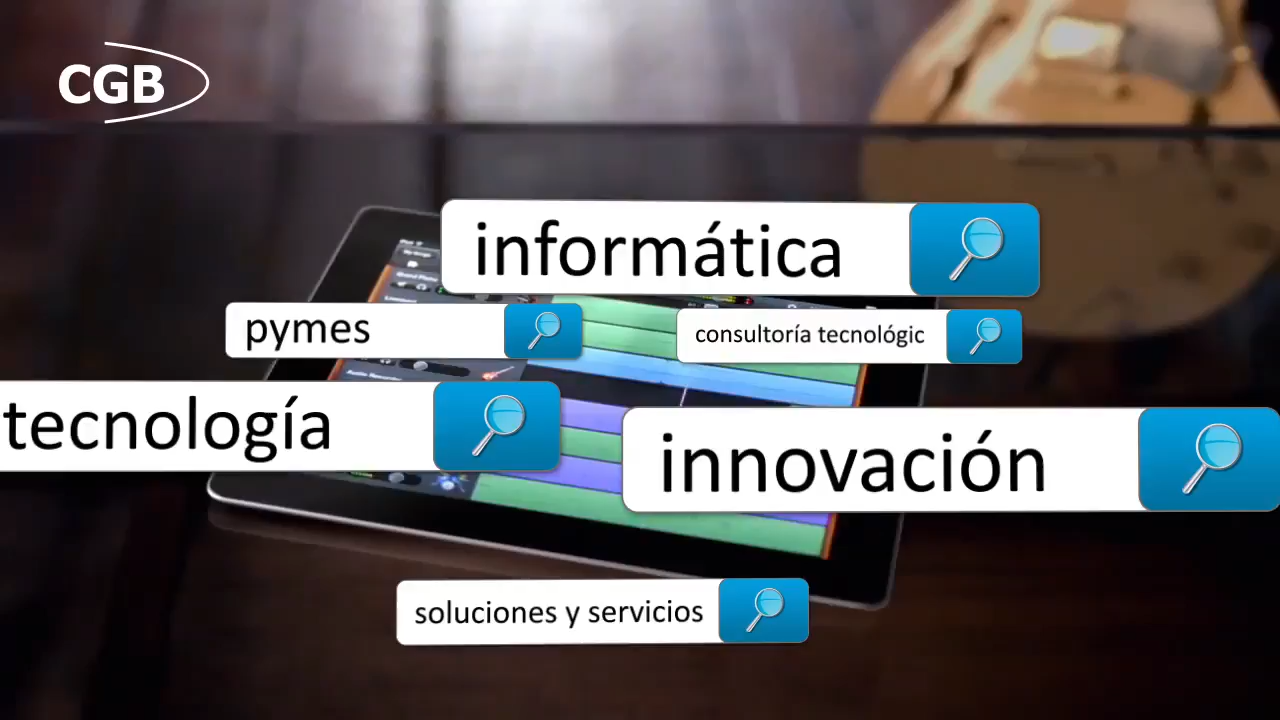 CGB
informática
pymes
consultoría tecnológic
tecnología
innovación
soluciones y servicios